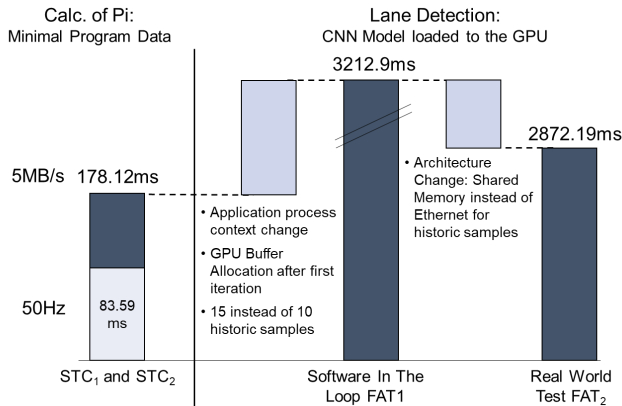 Calc. of Pi:
Minimal Program Data
Lane Detection:
CNN Model loaded to the GPU
3212.9ms
2872.19ms
5MB/s
178.12ms
• Application process
context change
• GPU Buffer
Allocation after first
iteration
• 15 instead of 10
historic samples
• Architecture
Change: Shared
Memory instead of
Ethernet for
historic samples
50Hz
83.59
ms
STC₁ and STC₂
Software In The
Loop FAT1
Real World
Test FAT₂